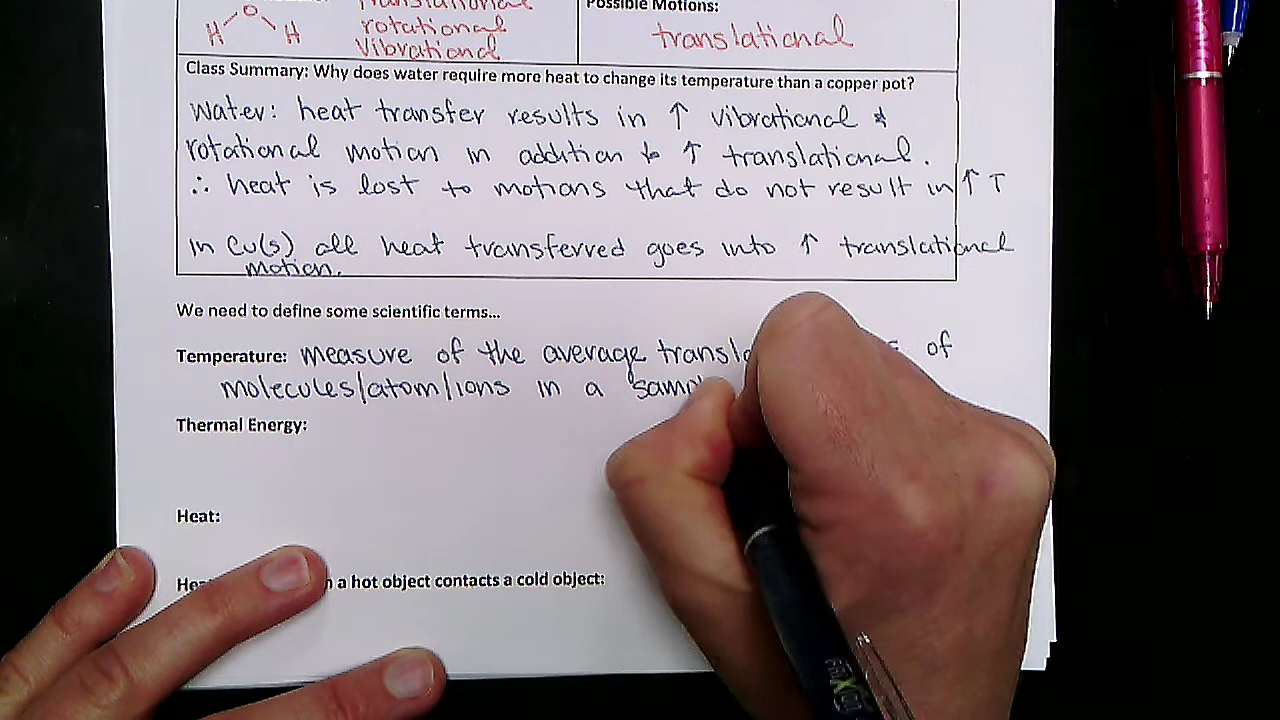 translational
O
H H
rotational
vibrational
Possible Motions:
translational
Class Summary: Why does water require more heat to change its temperature than a copper pot?
Water: heat transfer results in ↑ vibrational &
rotational motion in addition to ↑ translational.
∴ heat is lost to motions that do not result in ↑ T
In Cu(s) all heat transferred goes into ↑ translational
motion.
We need to define some scientific terms...
Temperature: measure of the average of
molecules/atom/ions in a
Thermal Energy:
Heat:
a hot object contacts a cold object: